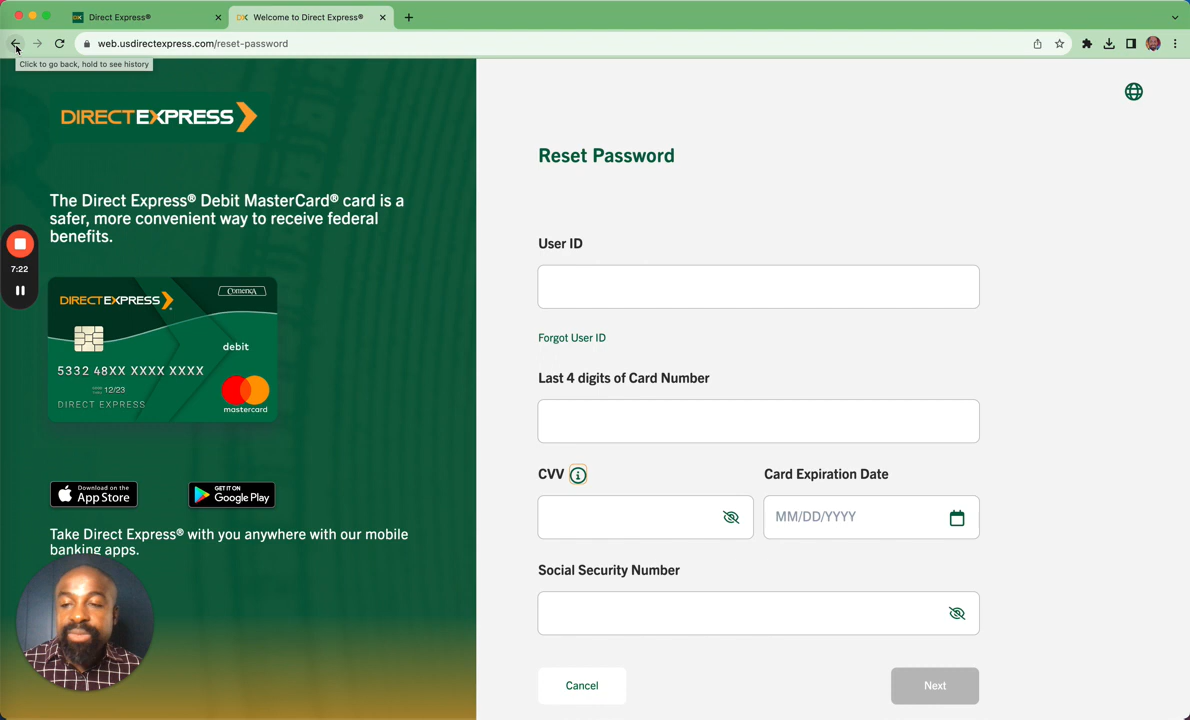 Direct Express®
Welcome to Direct Express®
web.usdirectexpress.com/reset-password
Click to go back, hold to see history
DIRECTEXPRESS
The Direct Express® Debit MasterCard® card is a
safer, more convenient way to receive federal
benefits.
7:22
DIRECTEXPRESS
Comerica
debit
5332 48XX XXXX XXXX
12/23
DIRECT EXPRESS
mastercard
Download on the
App Store
GET IT ON
Google Play
Take Direct Express® with you anywhere with our mobile
banking apps.
Reset Password
User ID
Forgot User ID
Last 4 digits of Card Number
CVV
Card Expiration Date
MM/DD/YYYY
Social Security Number
Cancel
Next